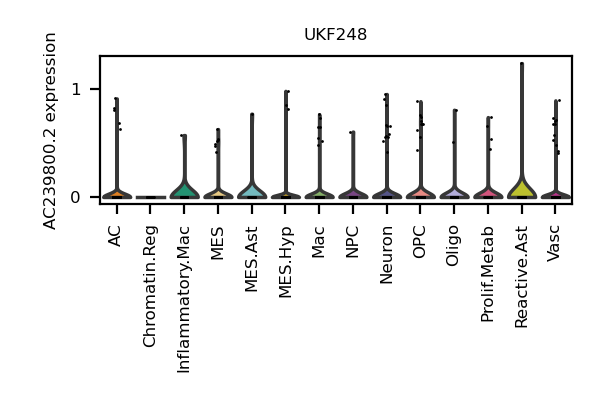 UKF248
AC239800.2 expression
1
0
AC
Chromatin.Reg
Inflammatory.Mac
MES
MES.Ast
MES.Hyp
Mac
NPC
Neuron
OPC
Oligo
Prolif.Metab
Reactive.Ast
Vasc